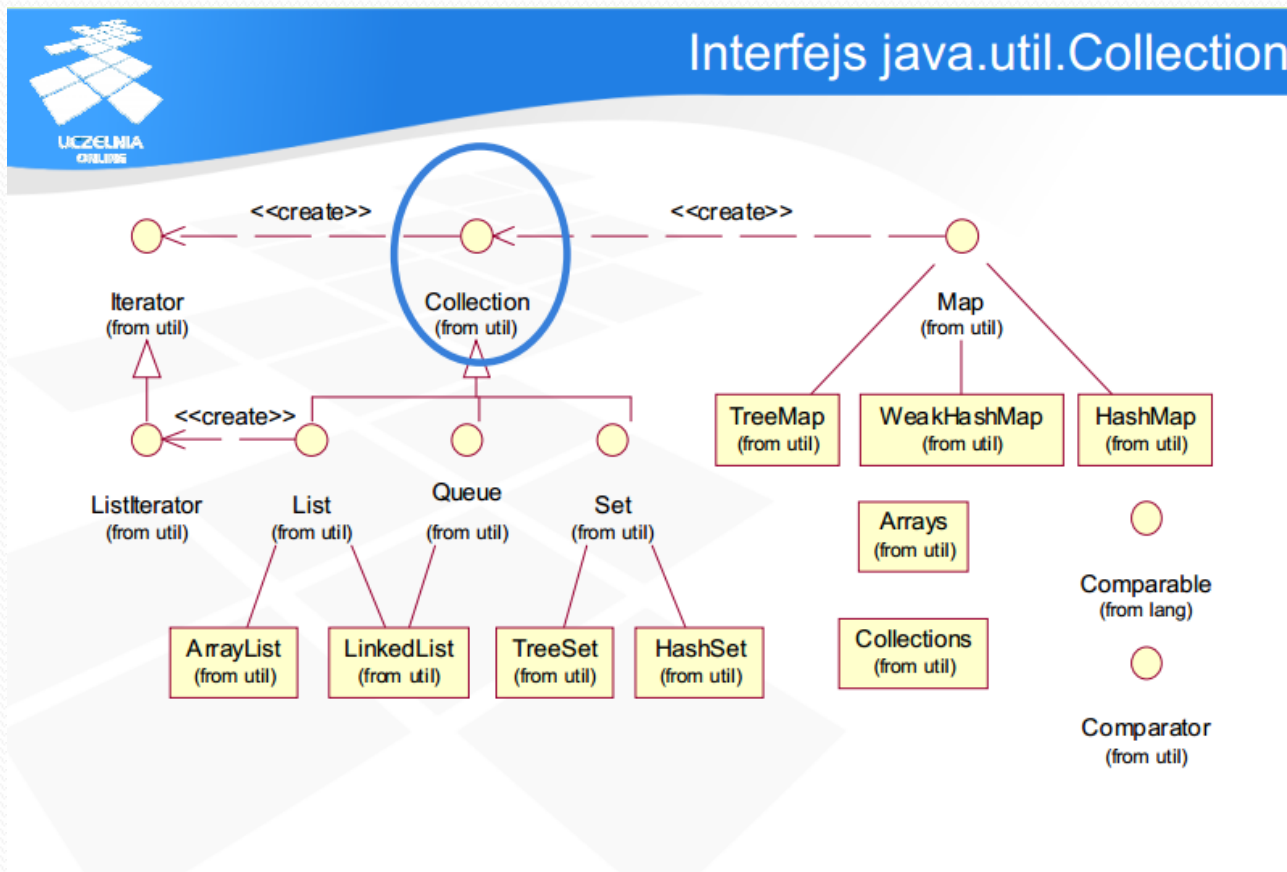 Interfejs java.util.Collection
UCZELNIA
ONLINE
<<create>>
<<create>>
Iterator
(from util)
Collection
(from util)
Map
(from util)
<<create>>
TreeMap
(from util)
WeakHashMap
(from util)
HashMap
(from util)
ListIterator
(from util)
List
(from util)
Queue
(from util)
Set
(from util)
Arrays
(from util)
Comparable
(from lang)
ArrayList
(from util)
LinkedList
(from util)
TreeSet
(from util)
HashSet
(from util)
Collections
(from util)
Comparator
(from util)